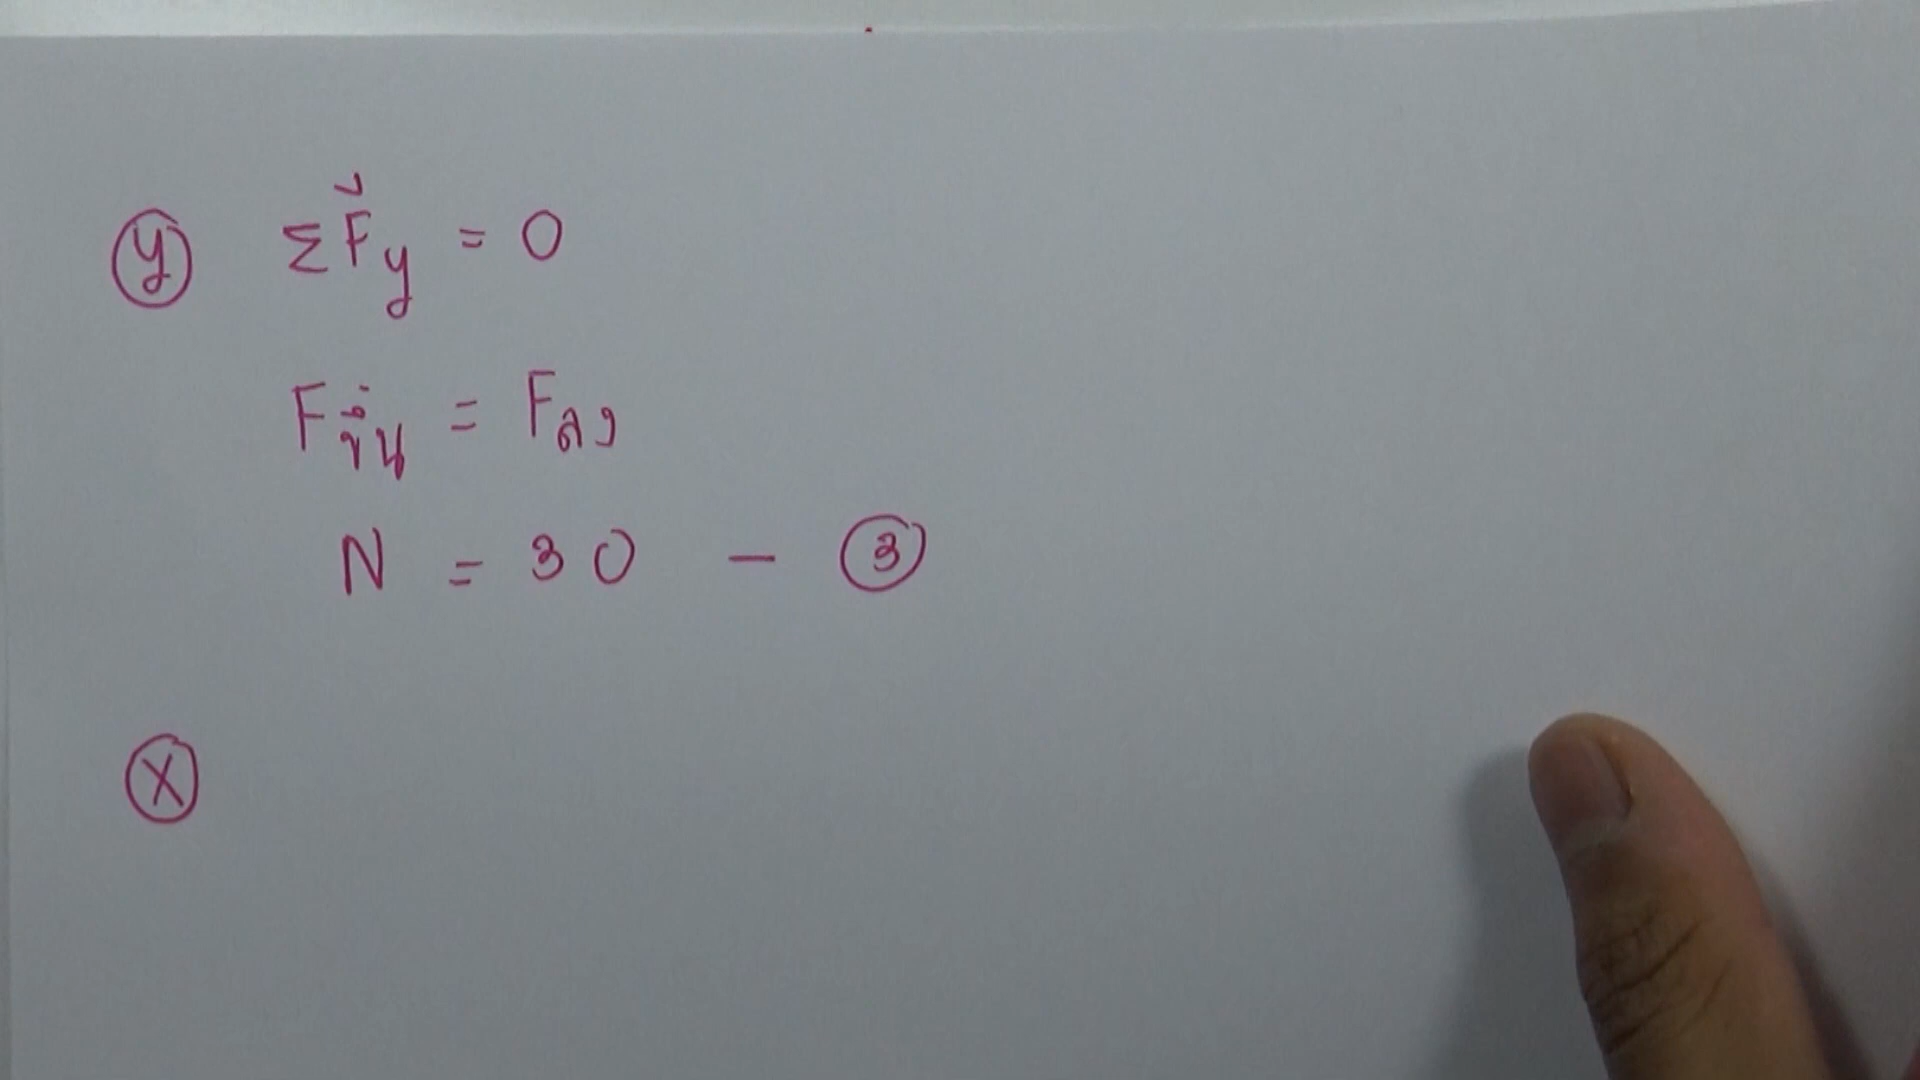 ⓨ ΣF⃗y = 0
Fขึ้น = Fลง
N = 30 - ③
ⓧ